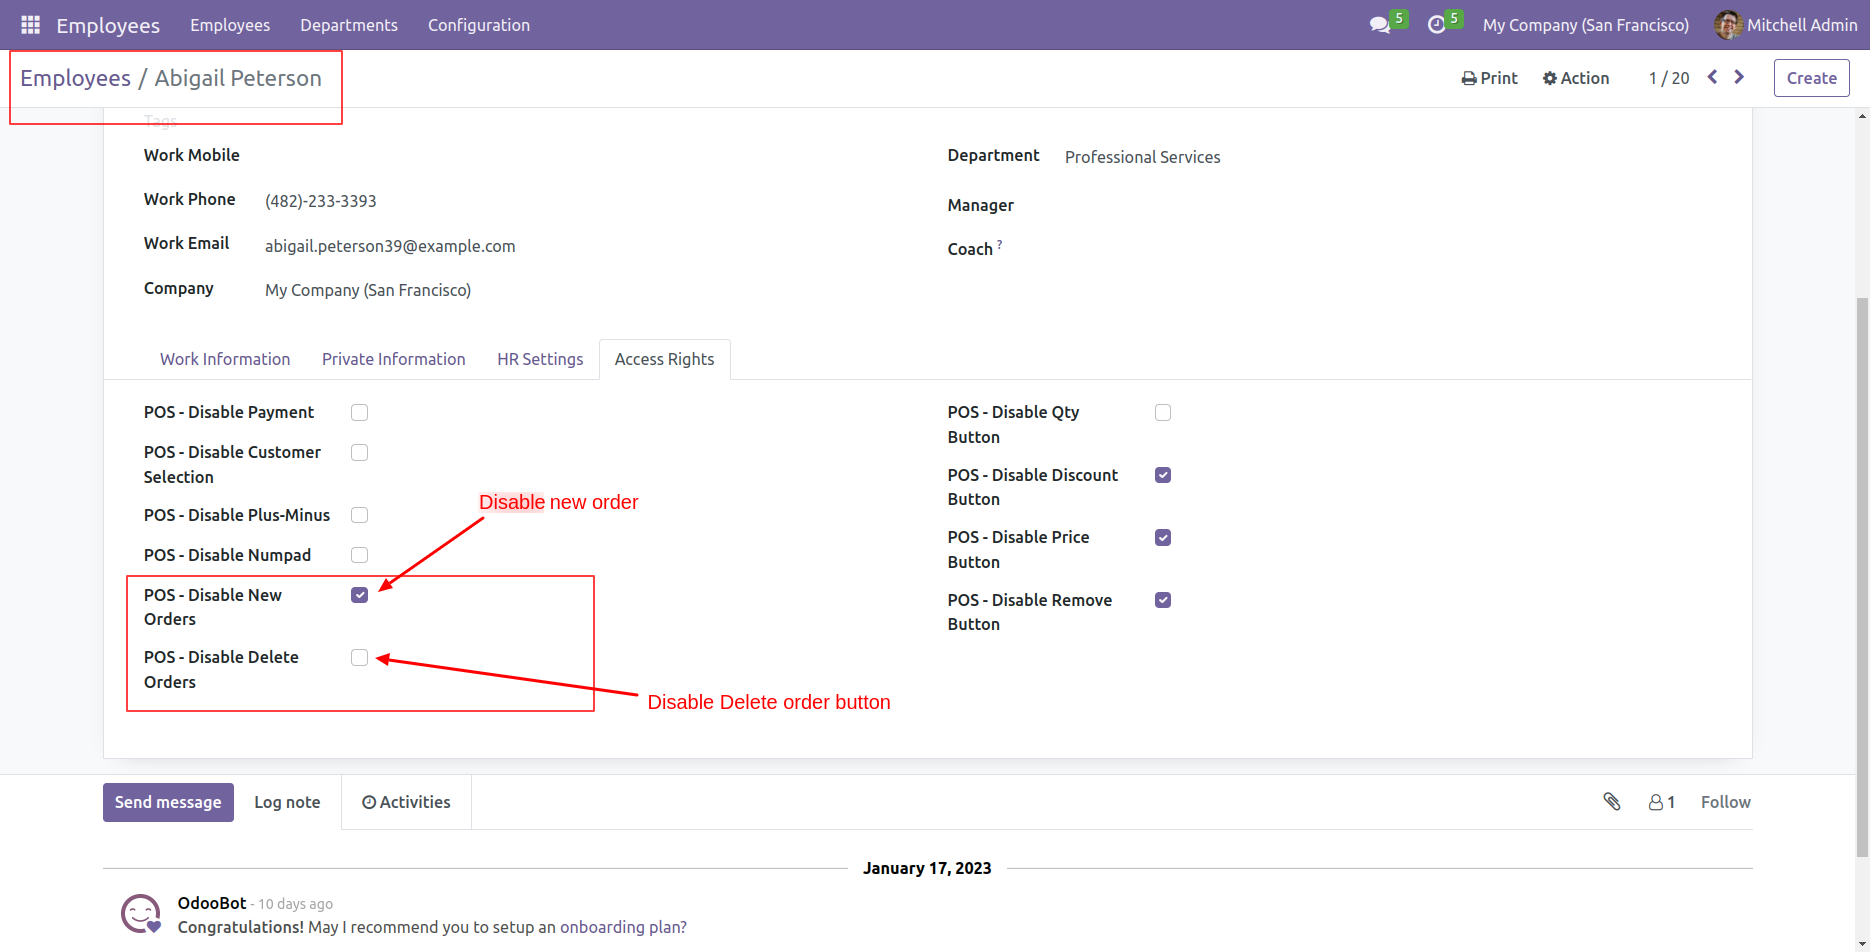 Employees Employees Departments Configuration 5 5 My Company (San Francisco) Mitchell Admin
Employees / Abigail Peterson Print Action 1 / 20 Create
Tags
Work Mobile
Department Professional Services
Work Phone (482)-233-3393
Manager
Work Email abigail.peterson39@example.com
Coach ?
Company My Company (San Francisco)
Work Information Private Information HR Settings Access Rights
POS - Disable Payment
POS - Disable Customer
Selection
POS - Disable Plus-Minus
POS - Disable Numpad
POS - Disable New
Orders
POS - Disable Delete
Orders
POS - Disable Qty
Button
POS - Disable Discount
Button
POS - Disable Price
Button
POS - Disable Remove
Button
Disable new order
Disable Delete order button
Send message Log note Activities 1 Follow
January 17, 2023
OdooBot - 10 days ago
Congratulations! May I recommend you to setup an onboarding plan?